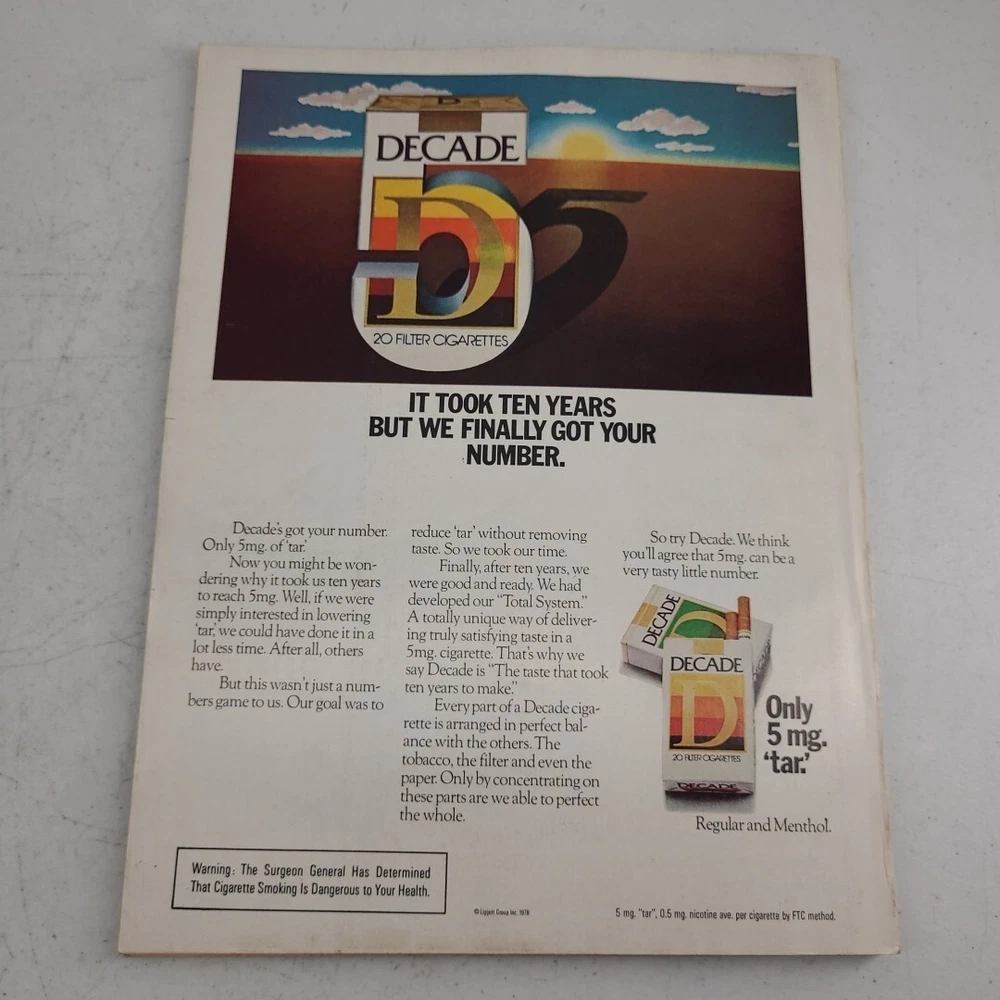 D
DECADE
D
20 FILTER CIGARETTES
IT TOOK TEN YEARS
BUT WE FINALLY GOT YOUR
NUMBER.
Decade's got your number.
Only 5mg. of 'tar.'
Now you might be won-
dering why it took us ten years
to reach 5mg. Well, if we were
simply interested in lowering
'tar,' we could have done it in a
lot less time. After all, others
have.
But this wasn't just a num-
bers game to us. Our goal was to
reduce 'tar' without removing
taste. So we took our time.
Finally, after ten years, we
were good and ready. We had
developed our "Total System."
A totally unique way of deliver-
ing truly satisfying taste in a
5mg. cigarette. That's why we
say Decade is "The taste that took
ten years to make."
Every part of a Decade ciga-
rette is arranged in perfect bal-
ance with the others. The
tobacco, the filter and even the
paper. Only by concentrating on
these parts are we able to perfect
the whole.
So try Decade. We think
you'll agree that 5mg. can be a
very tasty little number.
DECADE
DECADE
D
20 FILTER CIGARETTES
DECADE
Only
5 mg.
'tar.'
Regular and Menthol.
Warning: The Surgeon General Has Determined
That Cigarette Smoking Is Dangerous to Your Health.
© Liggett Group Inc. 1978
5 mg. "tar", 0.5 mg. nicotine ave. per cigarette by FTC method.